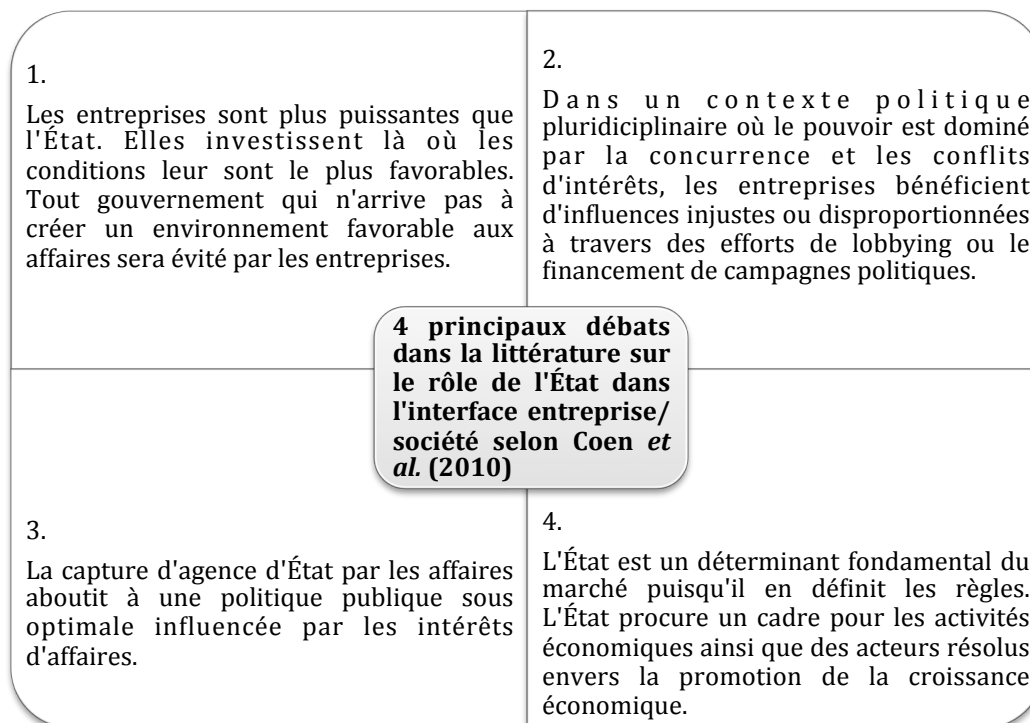 1.
Les entreprises sont plus puissantes que
l'État. Elles investissent là où les
conditions leur sont le plus favorables.
Tout gouvernement qui n'arrive pas à
créer un environnement favorable aux
affaires sera évité par les entreprises.
2.
Dans un contexte politique
pluridiciplinaire où le pouvoir est dominé
par la concurrence et les conflits
d'intérêts, les entreprises bénéficient
d'influences injustes ou disproportionnées
à travers des efforts de lobbying ou le
financement de campagnes politiques.
4 principaux débats
dans la littérature sur
le rôle de l'État dans
l'interface entreprise/
société selon Coen et
al. (2010)
3.
La capture d'agence d'État par les affaires
aboutit à une politique publique sous
optimale influencée par les intérêts
d'affaires.
4.
L'État est un déterminant fondamental du
marché puisqu'il en définit les règles.
L'État procure un cadre pour les activités
économiques ainsi que des acteurs résolus
envers la promotion de la croissance
économique.